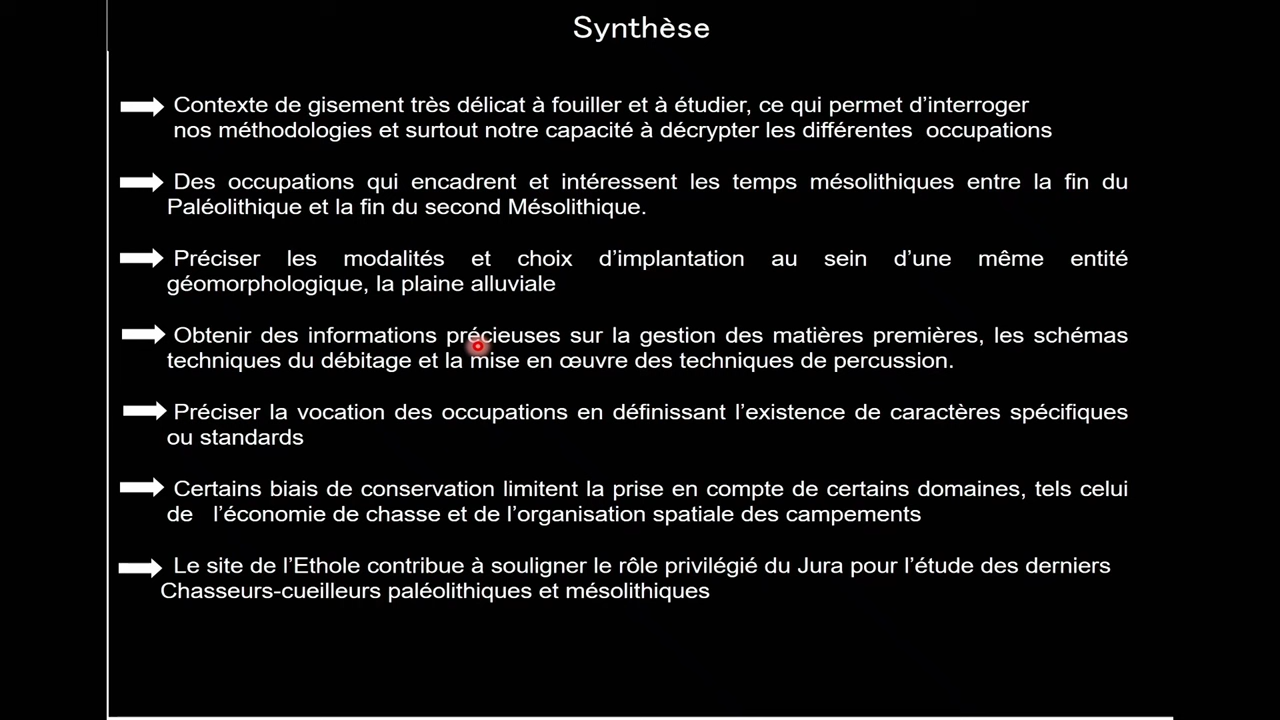 Synthèse
Contexte de gisement très délicat à fouiller et à étudier, ce qui permet d’interroger
nos méthodologies et surtout notre capacité à décrypter les différentes occupations
Des occupations qui encadrent et intéressent les temps mésolithiques entre la fin du
Paléolithique et la fin du second Mésolithique.
Préciser les modalités et choix d’implantation au sein d’une même entité
géomorphologique, la plaine alluviale
Obtenir des informations précieuses sur la gestion des matières premières, les schémas
techniques du débitage et la mise en œuvre des techniques de percussion.
Préciser la vocation des occupations en définissant l’existence de caractères spécifiques
ou standards
Certains biais de conservation limitent la prise en compte de certains domaines, tels celui
de l’économie de chasse et de l’organisation spatiale des campements
Le site de l’Ethole contribue à souligner le rôle privilégié du Jura pour l’étude des derniers
Chasseurs-cueilleurs paléolithiques et mésolithiques